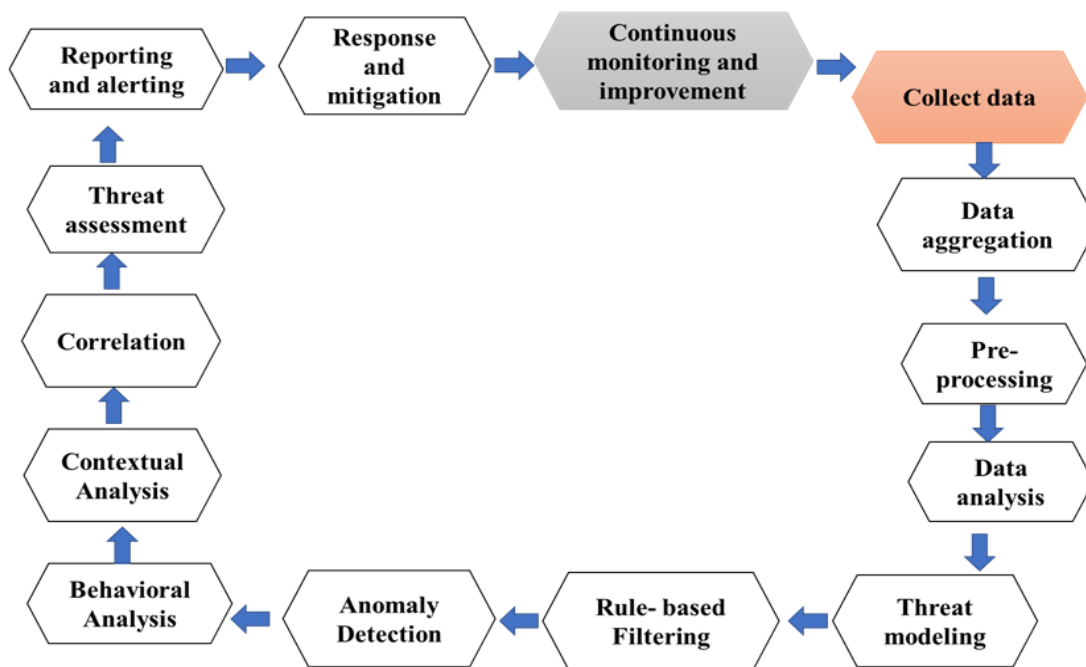 Reporting
and alerting
Response
and
mitigation
Continuous
monitoring and
improvement
Collect data
Data
aggregation
Pre-
processing
Data
analysis
Threat
modeling
Rule- based
Filtering
Anomaly
Detection
Behavioral
Analysis
Contextual
Analysis
Correlation
Threat
assessment